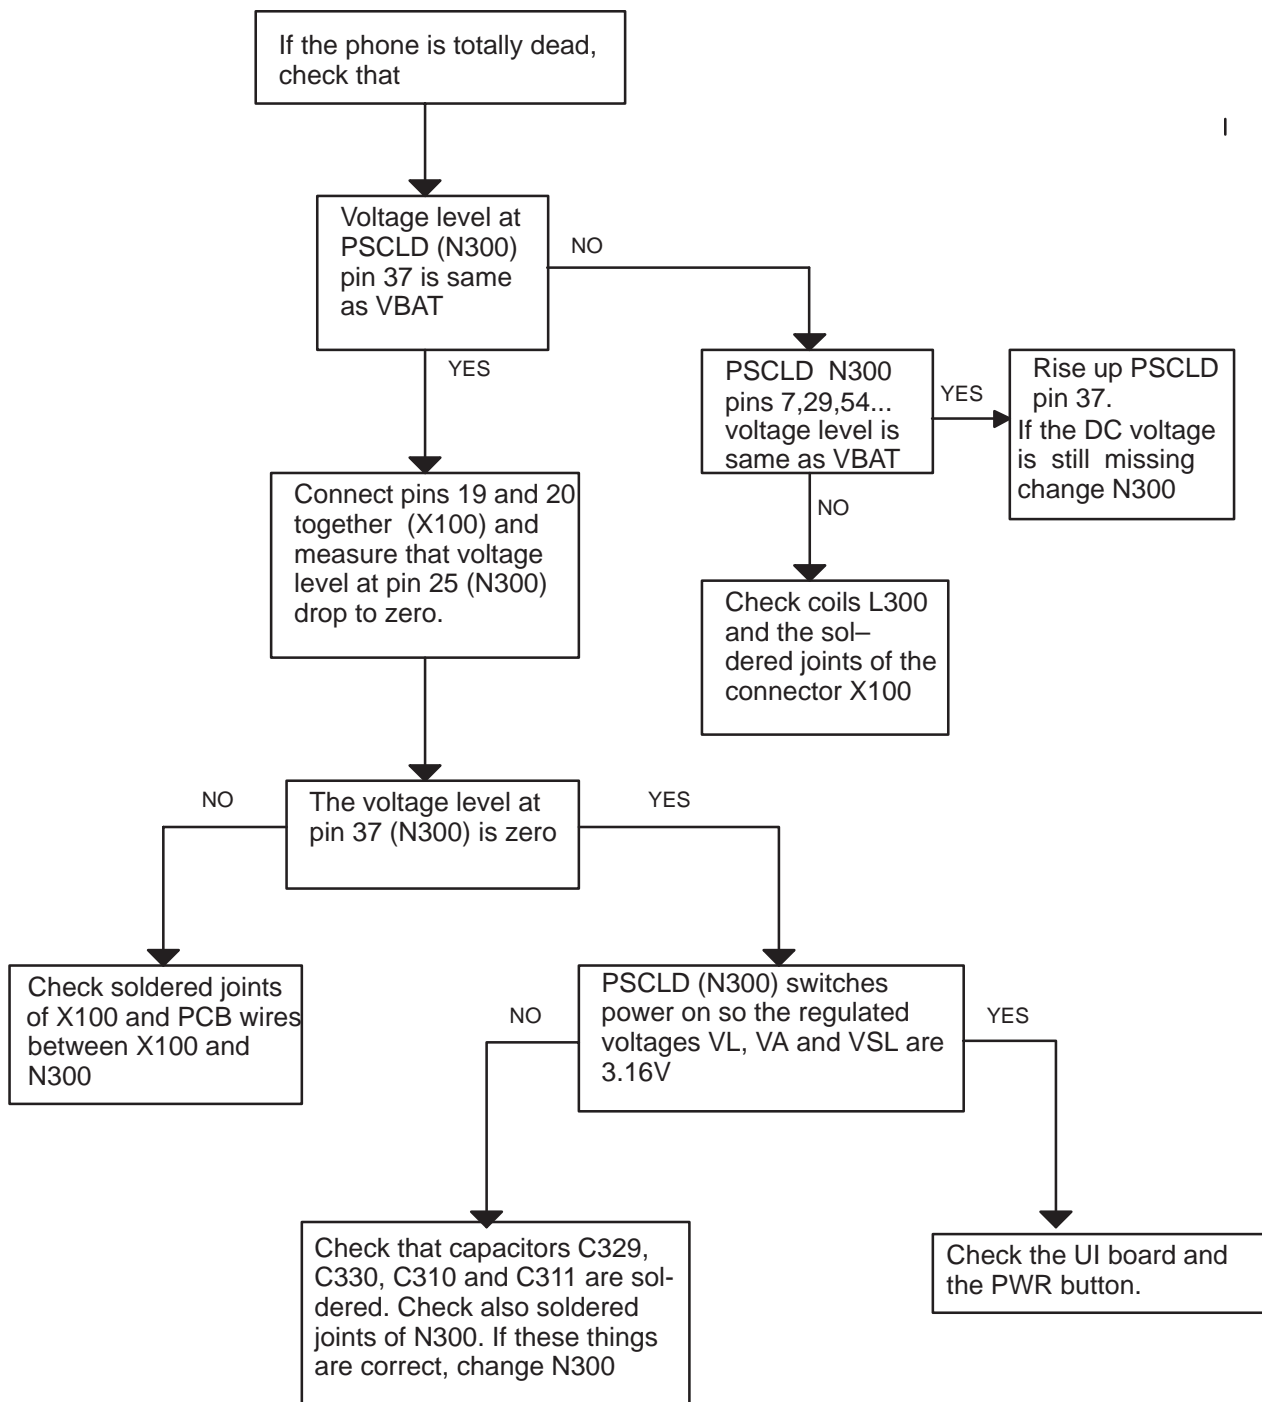 If the phone is totally dead,
check that
Voltage level at
PSCLD (N300)
pin 37 is same
as VBAT
NO
YES
PSCLD N300
pins 7,29,54...
voltage level is
same as VBAT
YES
Rise up PSCLD
pin 37.
If the DC voltage
is still missing
change N300
NO
Connect pins 19 and 20
together (X100) and
measure that voltage
level at pin 25 (N300)
drop to zero.
Check coils L300
and the sol–
dered joints of the
connector X100
The voltage level at
pin 37 (N300) is zero
NO
YES
Check soldered joints
of X100 and PCB wires
between X100 and
N300
PSCLD (N300) switches
power on so the regulated
voltages VL, VA and VSL are
3.16V
NO
YES
Check that capacitors C329,
C330, C310 and C311 are sol-
dered. Check also soldered
joints of N300. If these things
are correct, change N300
Check the UI board and
the PWR button.